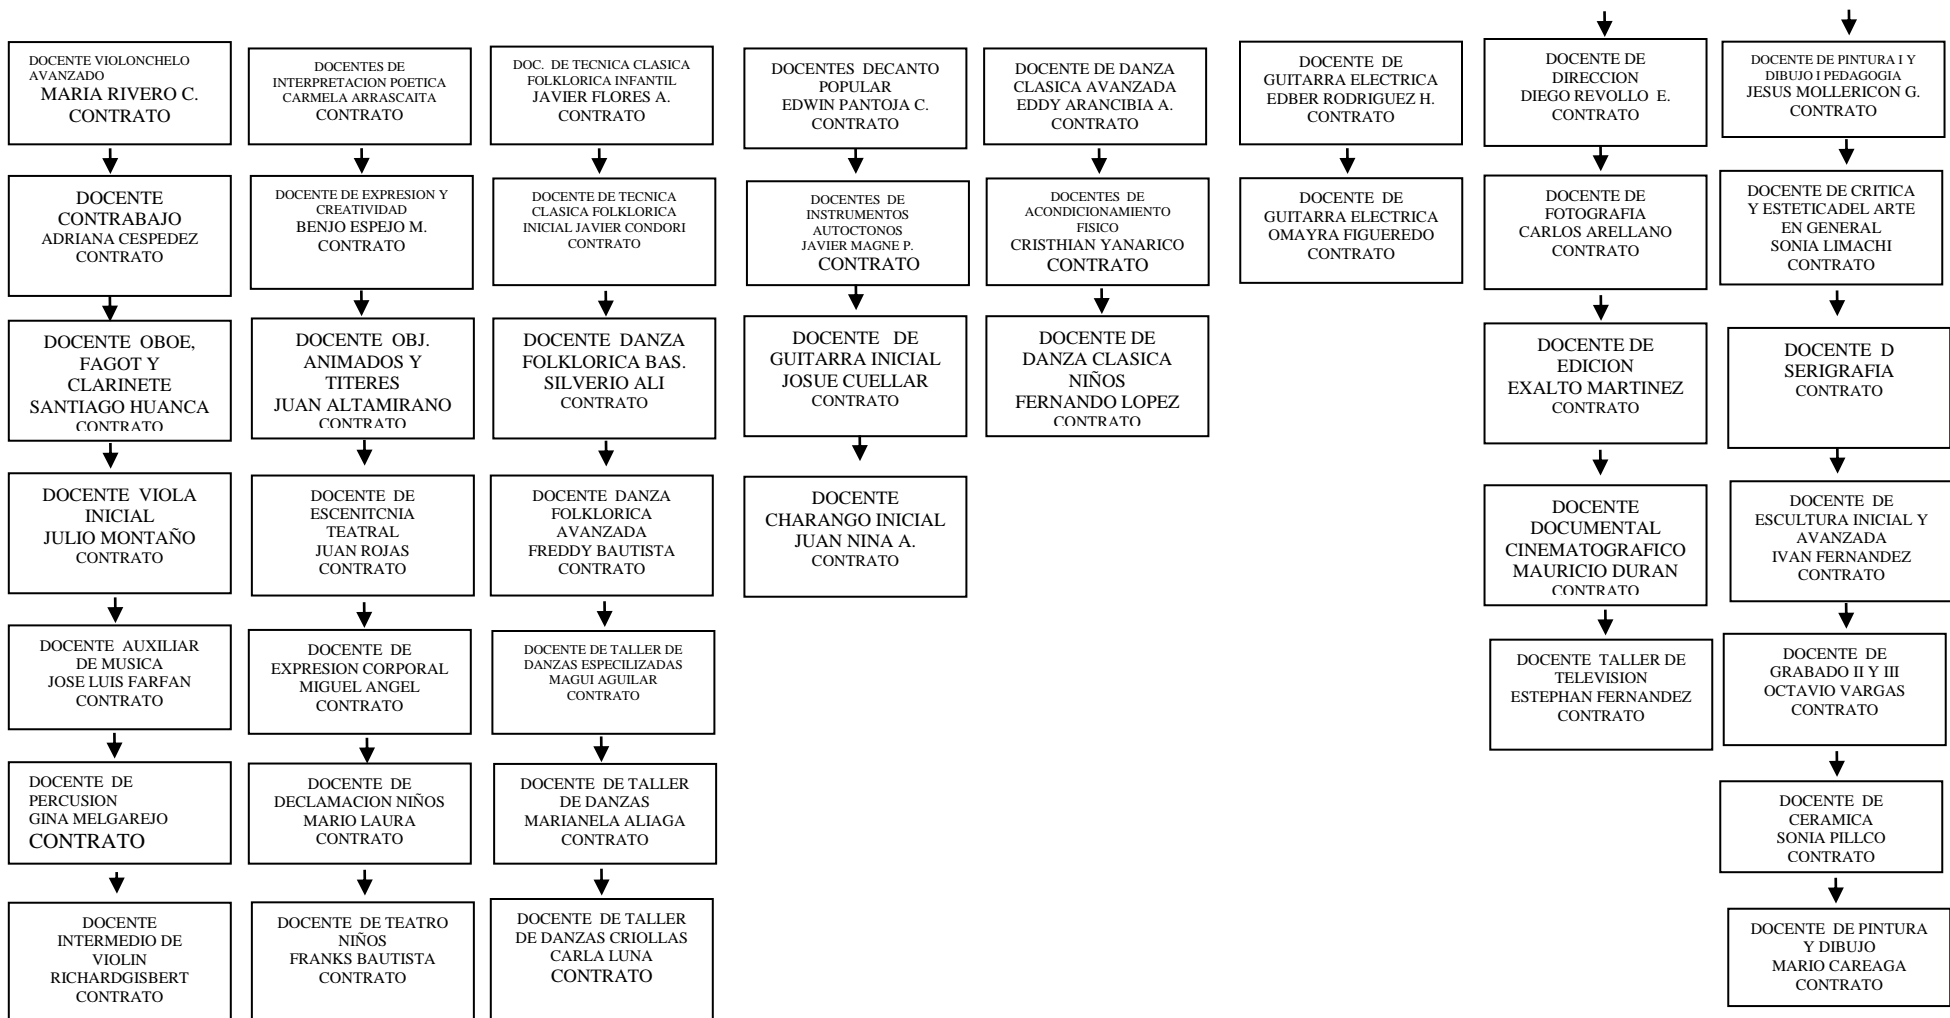 DOCENTE VIOLONCHELO
AVANZADO
MARIA RIVERO C.
CONTRATO
DOCENTE
CONTRABAJO
ADRIANA CESPEDEZ
CONTRATO
DOCENTE OBOE,
FAGOT Y
CLARINETE
SANTIAGO HUANCA
CONTRATO
DOCENTE VIOLA
INICIAL
JULIO MONTAÑO
CONTRATO
DOCENTE AUXILIAR
DE MUSICA
JOSE LUIS FARFAN
CONTRATO
DOCENTE DE
PERCUSION
GINA MELGAREJO
CONTRATO
DOCENTE
INTERMEDIO DE
VIOLIN
RICHARDGISBERT
CONTRATO
DOCENTES DE
INTERPRETACION POETICA
CARMELA ARRASCAITA
CONTRATO
DOCENTE DE EXPRESION Y
CREATIVIDAD
BENJO ESPEJO M.
CONTRATO
DOCENTE OBJ.
ANIMADOS Y
TITERES
JUAN ALTAMIRANO
CONTRATO
DOCENTE DE
ESCENITCNIA
TEATRAL
JUAN ROJAS
CONTRATO
DOCENTE DE
EXPRESION CORPORAL
MIGUEL ANGEL
CONTRATO
DOCENTE DE
DECLAMACION NIÑOS
MARIO LAURA
CONTRATO
DOCENTE DE TEATRO
NIÑOS
FRANKS BAUTISTA
CONTRATO
DOC. DE TECNICA CLASICA
FOLKLORICA INFANTIL
JAVIER FLORES A.
CONTRATO
DOCENTE DE TECNICA
CLASICA FOLKLORICA
INICIAL JAVIER CONDORI
CONTRATO
DOCENTE DANZA
FOLKLORICA BAS.
SILVERIO ALI
CONTRATO
DOCENTE DANZA
FOLKLORICA
AVANZADA
FREDDY BAUTISTA
CONTRATO
DOCENTE DE TALLER DE
DANZAS ESPECILIZADAS
MAGUI AGUILAR
CONTRATO
DOCENTE DE TALLER
DE DANZAS
MARIANELA ALIAGA
CONTRATO
DOCENTE DE TALLER
DE DANZAS CRIOLLAS
CARLA LUNA
CONTRATO
DOCENTES DECANTO
POPULAR
EDWIN PANTOJA C.
CONTRATO
DOCENTES DE
INSTRUMENTOS
AUTOCTONOS
JAVIER MAGNE P.
CONTRATO
DOCENTE DE
GUITARRA INICIAL
JOSUE CUELLAR
CONTRATO
DOCENTE
CHARANGO INICIAL
JUAN NINA A.
CONTRATO
DOCENTE DE DANZA
CLASICA AVANZADA
EDDY ARANCIBIA A.
CONTRATO
DOCENTES DE
ACONDICIONAMIENTO
FISICO
CRISTHIAN YANARICO
CONTRATO
DOCENTE DE
DANZA CLASICA
NIÑOS
FERNANDO LOPEZ
CONTRATO
DOCENTE DE
GUITARRA ELECTRICA
EDBER RODRIGUEZ H.
CONTRATO
DOCENTE DE
GUITARRA ELECTRICA
OMAYRA FIGUEREDO
CONTRATO
DOCENTE DE
DIRECCION
DIEGO REVOLLO E.
CONTRATO
DOCENTE DE
FOTOGRAFIA
CARLOS ARELLANO
CONTRATO
DOCENTE DE
EDICION
EXALTO MARTINEZ
CONTRATO
DOCENTE
DOCUMENTAL
CINEMATOGRAFICO
MAURICIO DURAN
CONTRATO
DOCENTE TALLER DE
TELEVISION
ESTEPHAN FERNANDEZ
CONTRATO
DOCENTE DE PINTURA I Y
DIBUJO I PEDAGOGIA
JESUS MOLLERICON G.
CONTRATO
DOCENTE DE CRITICA
Y ESTETICADEL ARTE
EN GENERAL
SONIA LIMACHI
CONTRATO
DOCENTE D
SERIGRAFIA
CONTRATO
DOCENTE DE
ESCULTURA INICIAL Y
AVANZADA
IVAN FERNANDEZ
CONTRATO
DOCENTE DE
GRABADO II Y III
OCTAVIO VARGAS
CONTRATO
DOCENTE DE
CERAMICA
SONIA PILLCO
CONTRATO
DOCENTE DE PINTURA
Y DIBUJO
MARIO CAREAGA
CONTRATO